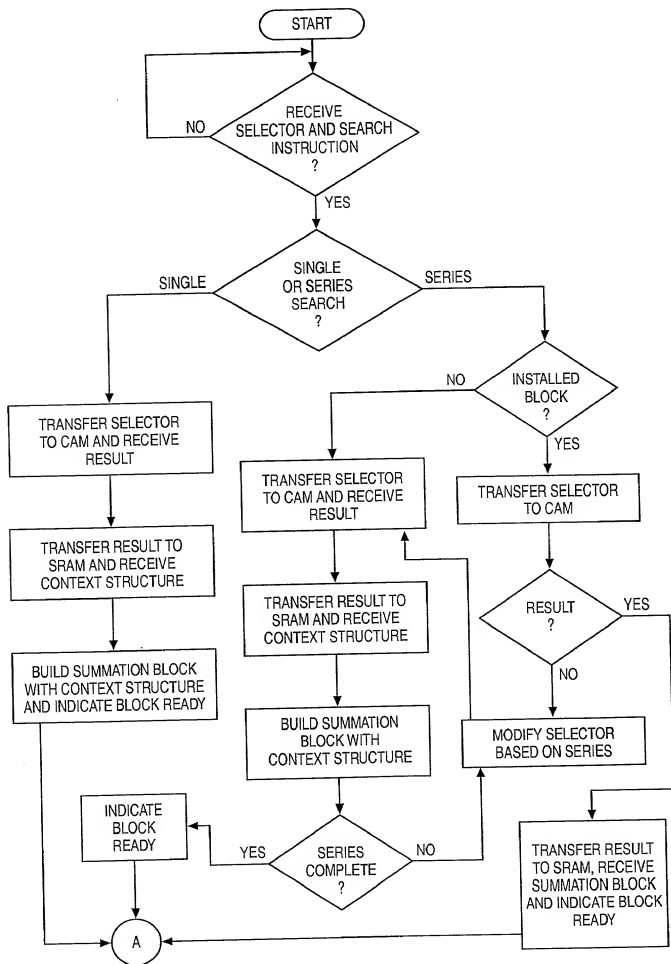 START
RECEIVE
SELECTOR AND SEARCH
INSTRUCTION
?
NO
YES
SINGLE
OR SERIES
SEARCH
?
SINGLE
SERIES
INSTALLED
BLOCK
?
NO
YES
TRANSFER SELECTOR
TO CAM AND RECEIVE
RESULT
TRANSFER RESULT TO
SRAM AND RECEIVE
CONTEXT STRUCTURE
BUILD SUMMATION BLOCK
WITH CONTEXT STRUCTURE
AND INDICATE BLOCK READY
TRANSFER SELECTOR
TO CAM AND RECEIVE
RESULT
TRANSFER RESULT TO
SRAM AND RECEIVE
CONTEXT STRUCTURE
BUILD SUMMATION
BLOCK WITH
CONTEXT STRUCTURE
SERIES
COMPLETE
?
YES
NO
INDICATE
BLOCK
READY
TRANSFER SELECTOR
TO CAM
RESULT
?
YES
NO
MODIFY SELECTOR
BASED ON SERIES
TRANSFER RESULT
TO SRAM, RECEIVE
SUMMATION BLOCK
AND INDICATE BLOCK
READY
A